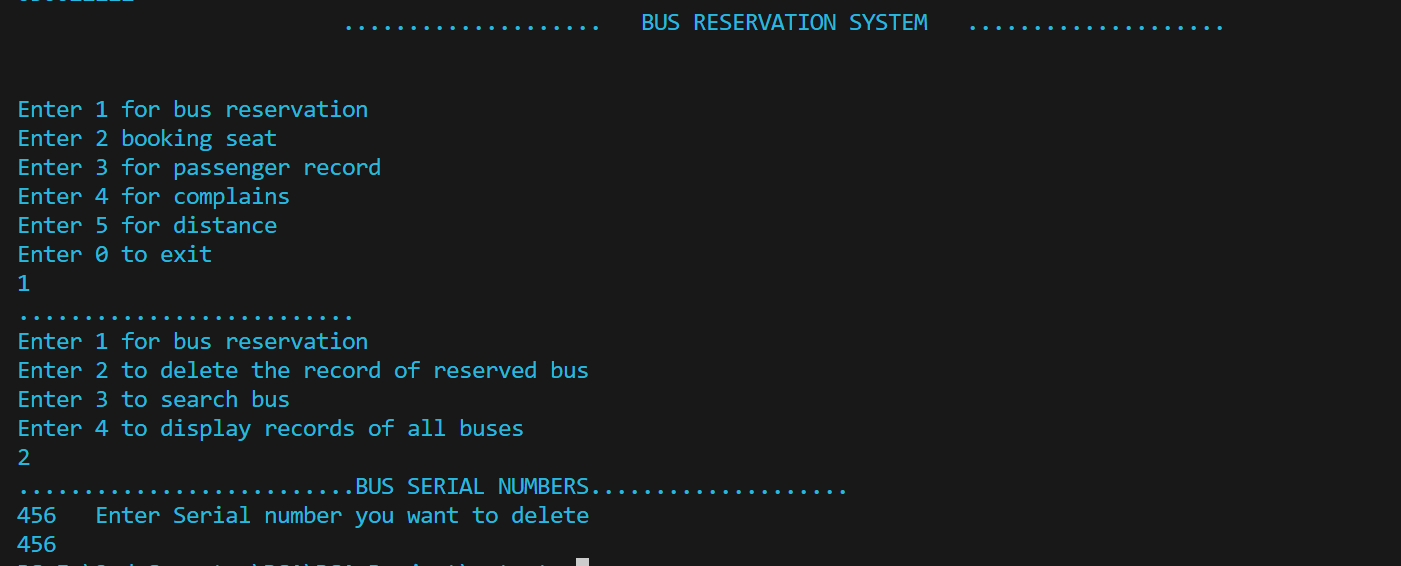 ................... BUS RESERVATION SYSTEM ...................
Enter 1 for bus reservation
Enter 2 booking seat
Enter 3 for passenger record
Enter 4 for complains
Enter 5 for distance
Enter 0 to exit
1
..........................
Enter 1 for bus reservation
Enter 2 to delete the record of reserved bus
Enter 3 to search bus
Enter 4 to display records of all buses
2
..........................BUS SERIAL NUMBERS....................
456 Enter Serial number you want to delete
456